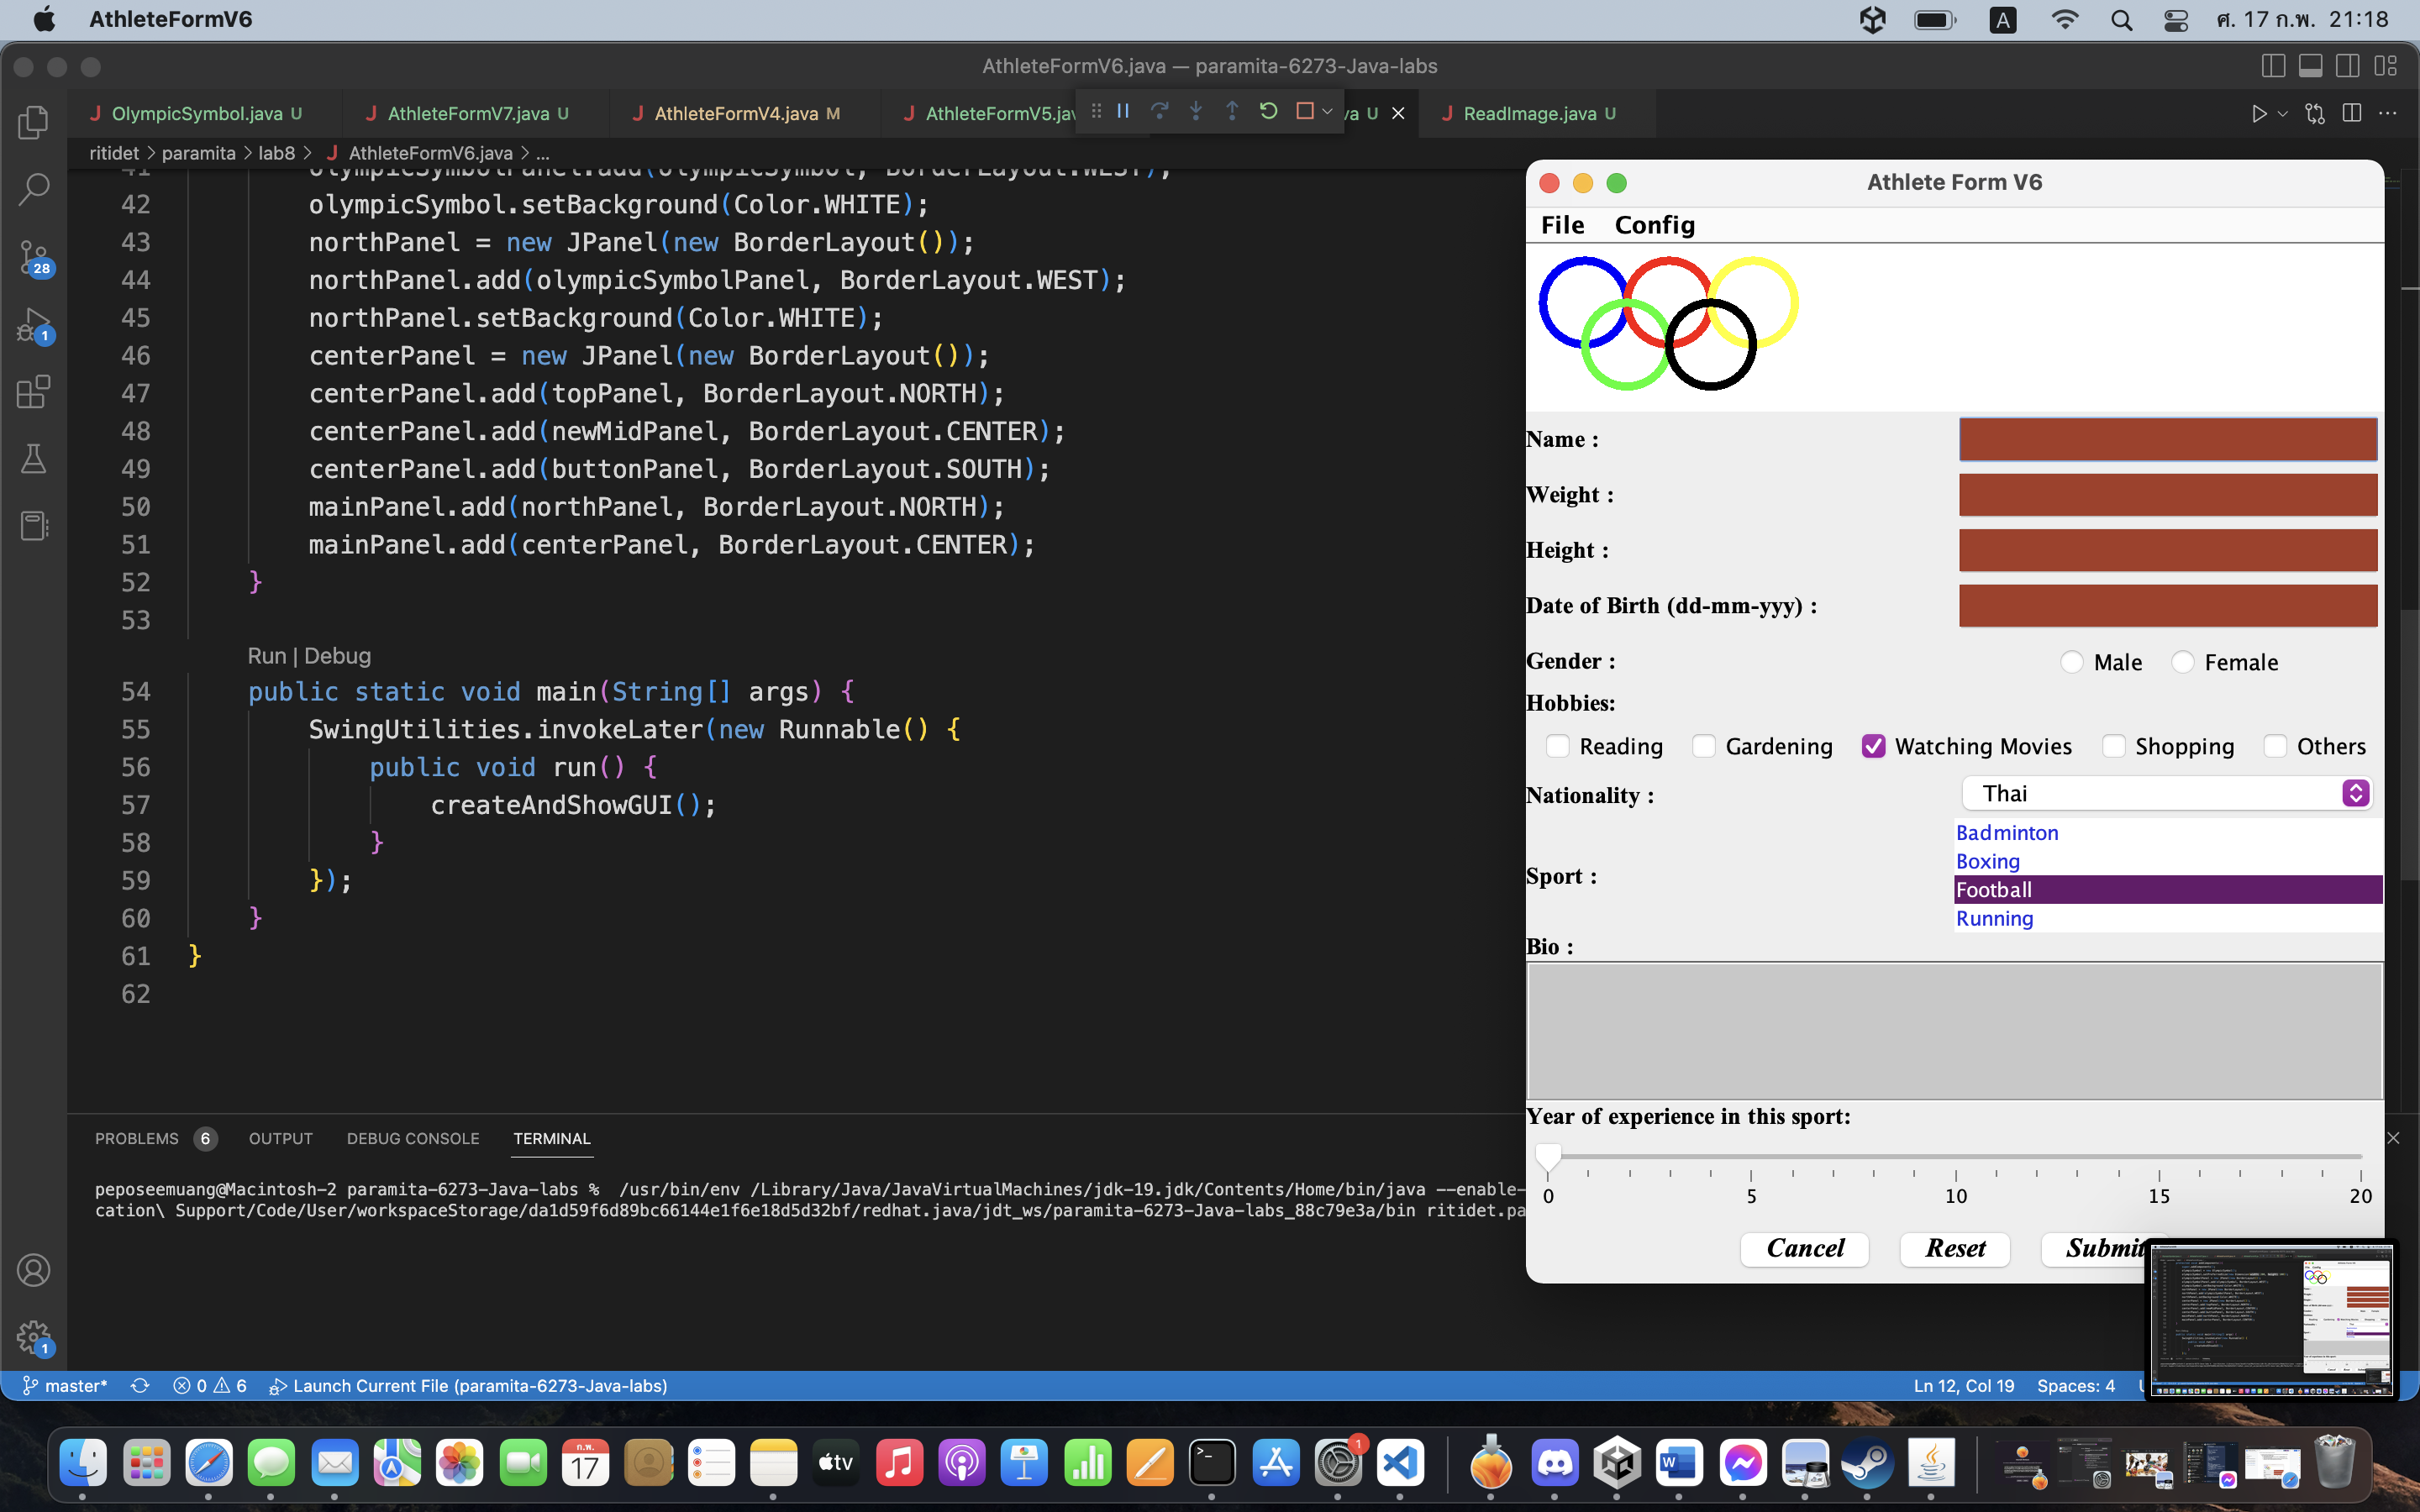 AthleteFormV6
A
ศ. 17 ก.พ. 21:18
AthleteFormV6.java — paramita-6273-Java-labs
OlympicSymbol.java U
AthleteFormV7.java U
AthleteFormV4.java M
AthleteFormV5.jav
va U
ReadImage.java U
ritidet > paramita > lab8 > J AthleteFormV6.java > ...
41 olympicSymbolPanel.add(olympicSymbol, BorderLayout.WEST);
42 olympicSymbol.setBackground(Color.WHITE);
43 northPanel = new JPanel(new BorderLayout());
44 northPanel.add(olympicSymbolPanel, BorderLayout.WEST);
45 northPanel.setBackground(Color.WHITE);
46 centerPanel = new JPanel(new BorderLayout());
47 centerPanel.add(topPanel, BorderLayout.NORTH);
48 centerPanel.add(newMidPanel, BorderLayout.CENTER);
49 centerPanel.add(buttonPanel, BorderLayout.SOUTH);
50 mainPanel.add(northPanel, BorderLayout.NORTH);
51 mainPanel.add(centerPanel, BorderLayout.CENTER);
52 }
53
Run | Debug
54 public static void main(String[] args) {
55 SwingUtilities.invokeLater(new Runnable() {
56 public void run() {
57 createAndShowGUI();
58 }
59 });
60 }
61 }
62
28
1
1
PROBLEMS 6 OUTPUT DEBUG CONSOLE TERMINAL
peposeemuang@Macintosh-2 paramita-6273-Java-labs % /usr/bin/env /Library/Java/JavaVirtualMachines/jdk-19.jdk/Contents/Home/bin/java --enable-
cation\ Support/Code/User/workspaceStorage/da1d59f6d89bc66144e1f6e18d5d32bf/redhat.java/jdt_ws/paramita-6273-Java-labs_88c79e3a/bin ritidet.pa
Athlete Form V6
File Config
Name :
Weight :
Height :
Date of Birth (dd-mm-yyy) :
Gender : Male Female
Hobbies:
Reading Gardening Watching Movies Shopping Others
Nationality : Thai
Badminton
Boxing
Sport :
Football
Running
Bio :
Year of experience in this sport:
0 5 10 15 20
Cancel Reset Submit
master* 0 6 Launch Current File (paramita-6273-Java-labs) Ln 12, Col 19 Spaces: 4
ก.พ.
17
tv
1
W